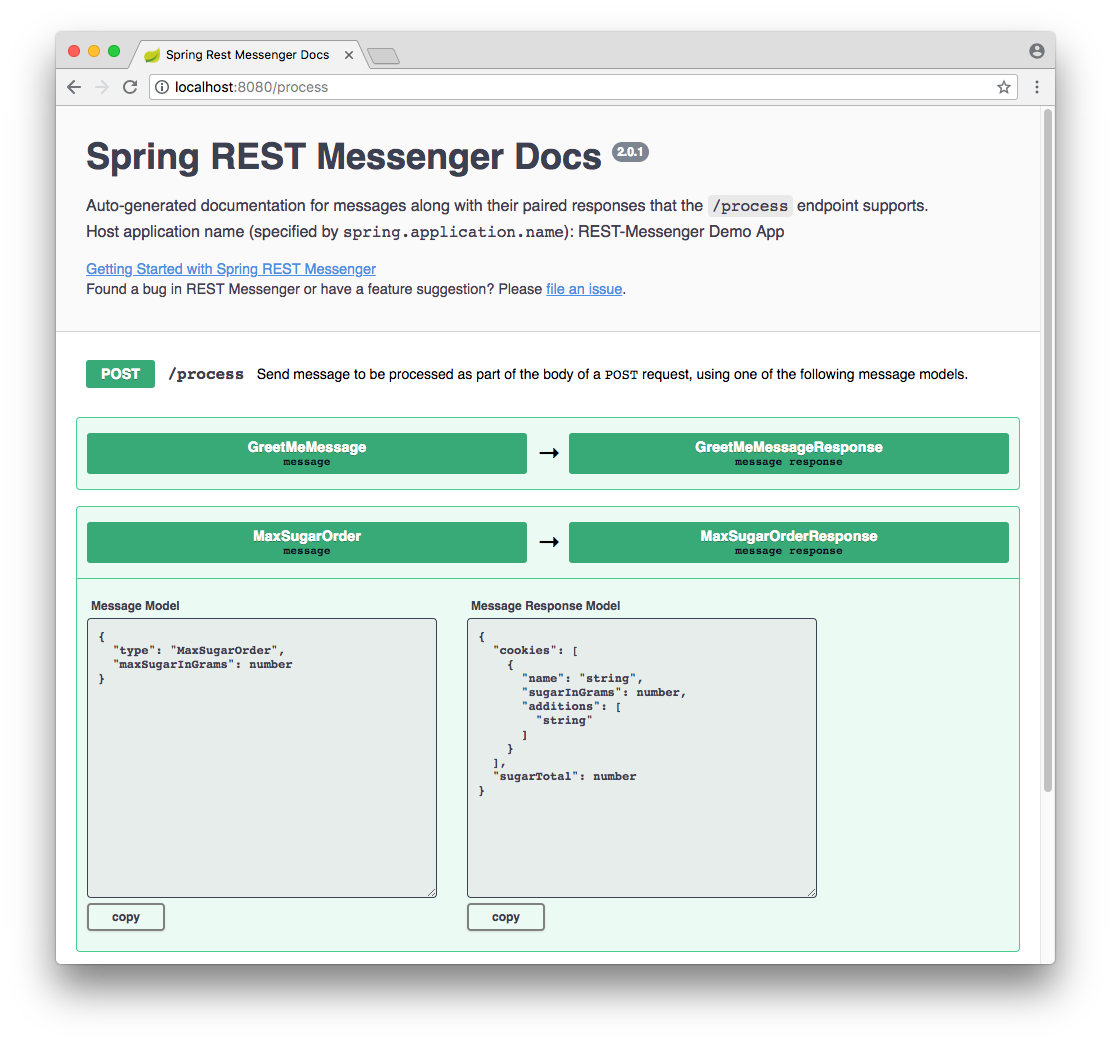 Spring Rest Messenger Docs
localhost:8080/process
Spring REST Messenger Docs 2.0.1
Auto-generated documentation for messages along with their paired responses that the /process endpoint supports.
Host application name (specified by spring.application.name): REST-Messenger Demo App
Getting Started with Spring REST Messenger
Found a bug in REST Messenger or have a feature suggestion? Please file an issue.
POST /process Send message to be processed as part of the body of a POST request, using one of the following message models.
GreetMeMessage → GreetMeMessageResponse
message message response
MaxSugarOrder → MaxSugarOrderResponse
message message response
Message Model
{
  "type": "MaxSugarOrder",
  "maxSugarInGrams": number
}
copy
Message Response Model
{
  "cookies": [
    {
      "name": "string",
      "sugarInGrams": number,
      "additions": [
        "string"
      ]
    }
  ],
  "sugarTotal": number
}
copy